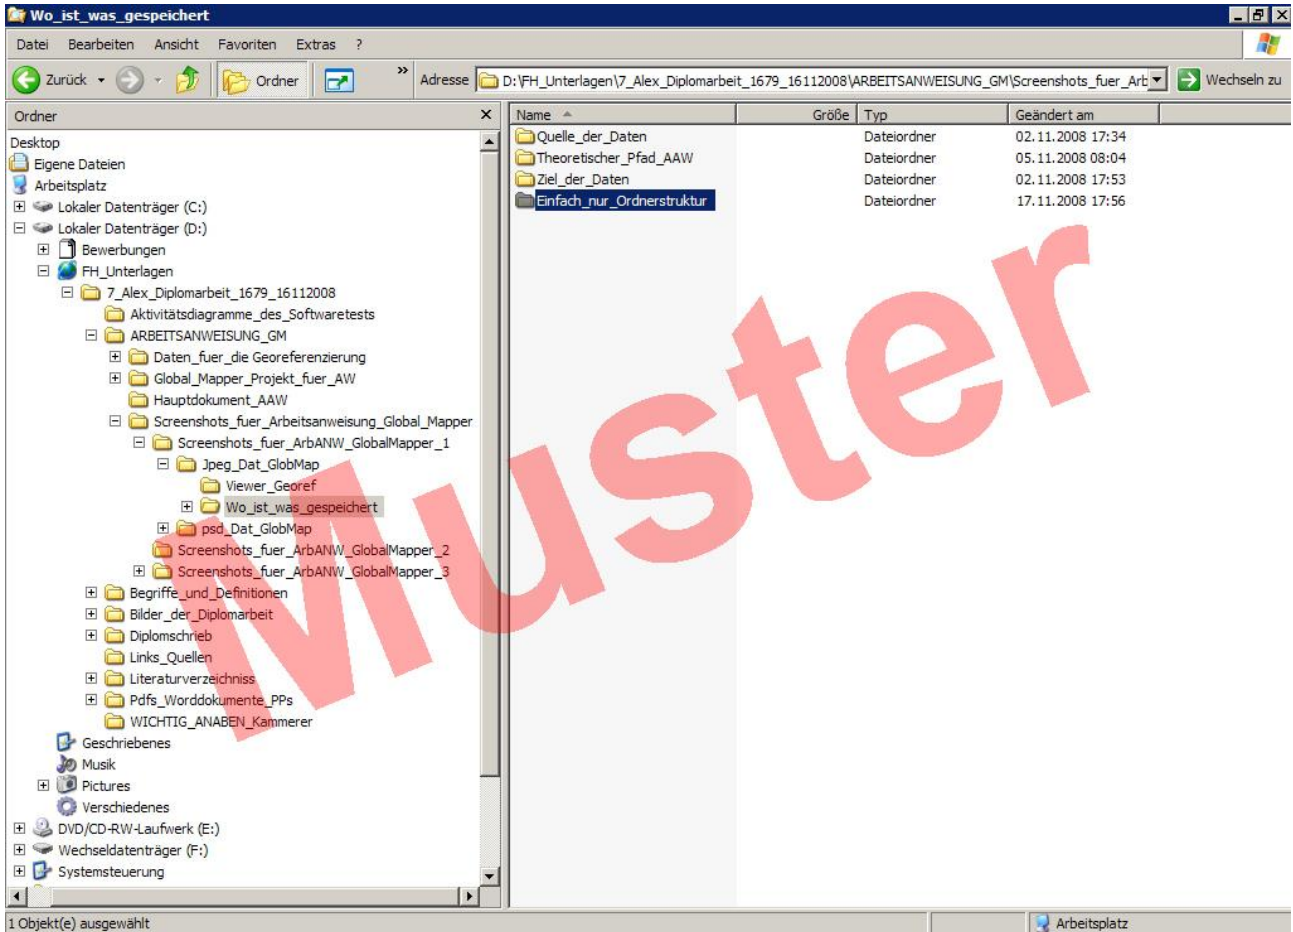 Wo_ist_was_gespeichert
Datei Bearbeiten Ansicht Favoriten Extras ?
Zurück Ordner » Adresse D:\FH_Unterlagen\7_Alex_Diplomarbeit_1679_16112008\ARBEITSANWEISUNG_GM\Screenshots_fuer_Arb Wechseln zu
Ordner x Name Größe Typ Geändert am
Desktop
Eigene Dateien
Arbeitsplatz
Lokaler Datenträger (C:)
Lokaler Datenträger (D:)
Bewerbungen
FH_Unterlagen
7_Alex_Diplomarbeit_1679_16112008
Aktivitätsdiagramme_des_Softwaretests
ARBEITSANWEISUNG_GM
Daten_fuer_die Georeferenzierung
Global_Mapper_Projekt_fuer_AW
Hauptdokument_AAW
Screenshots_fuer_Arbeitsanweisung_Global_Mapper
Screenshots_fuer_ArbANW_GlobalMapper_1
Jpeg_Dat_GlobMap
Viewer_Georef
Wo_ist_was_gespeichert
psd_Dat_GlobMap
Screenshots_fuer_ArbANW_GlobalMapper_2
Screenshots_fuer_ArbANW_GlobalMapper_3
Begriffe_und_Definitionen
Bilder_der_Diplomarbeit
Diplomschrieb
Links_Quellen
Literaturverzeichniss
Pdfs_Worddokumente_PPs
WICHTIG_ANABEN_Kammerer
Geschriebenes
Musik
Pictures
Verschiedenes
DVD/CD-RW-Laufwerk (E:)
Wechseldatenträger (F:)
Systemsteuerung
Quelle_der_Daten Dateiordner 02.11.2008 17:34
Theoretischer_Pfad_AAW Dateiordner 05.11.2008 08:04
Ziel_der_Daten Dateiordner 02.11.2008 17:53
Einfach_nur_Ordnerstruktur Dateiordner 17.11.2008 17:56
Muster
1 Objekt(e) ausgewählt Arbeitsplatz